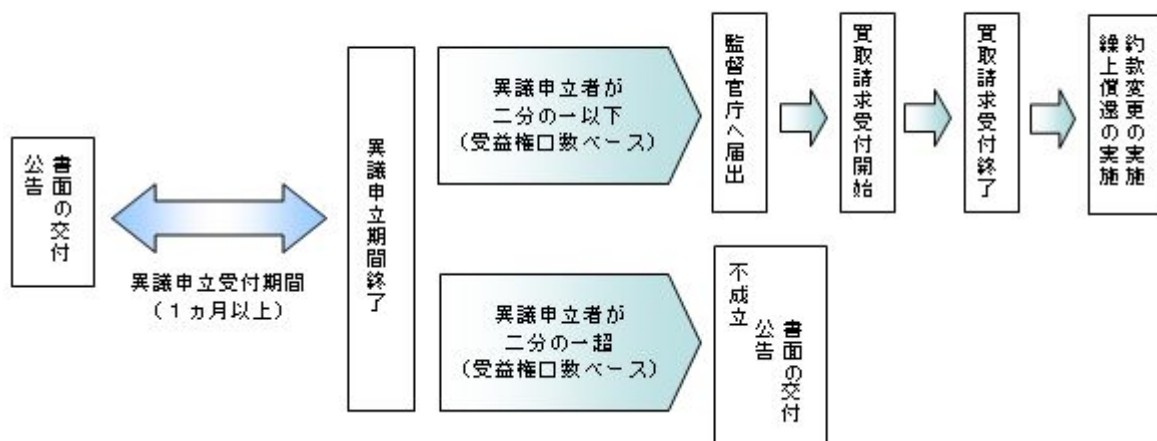 書面の交付
公告
異議申立受付期間
（１ヵ月以上）
異議申立期間終了
異議申立者が
二分の一以下
（受益権口数ベース）
監督官庁へ届出
買取請求受付開始
買取請求受付終了
約款変更の実施
繰上償還の実施
異議申立者が
二分の一超
（受益権口数ベース）
不成立
書面の交付
公告